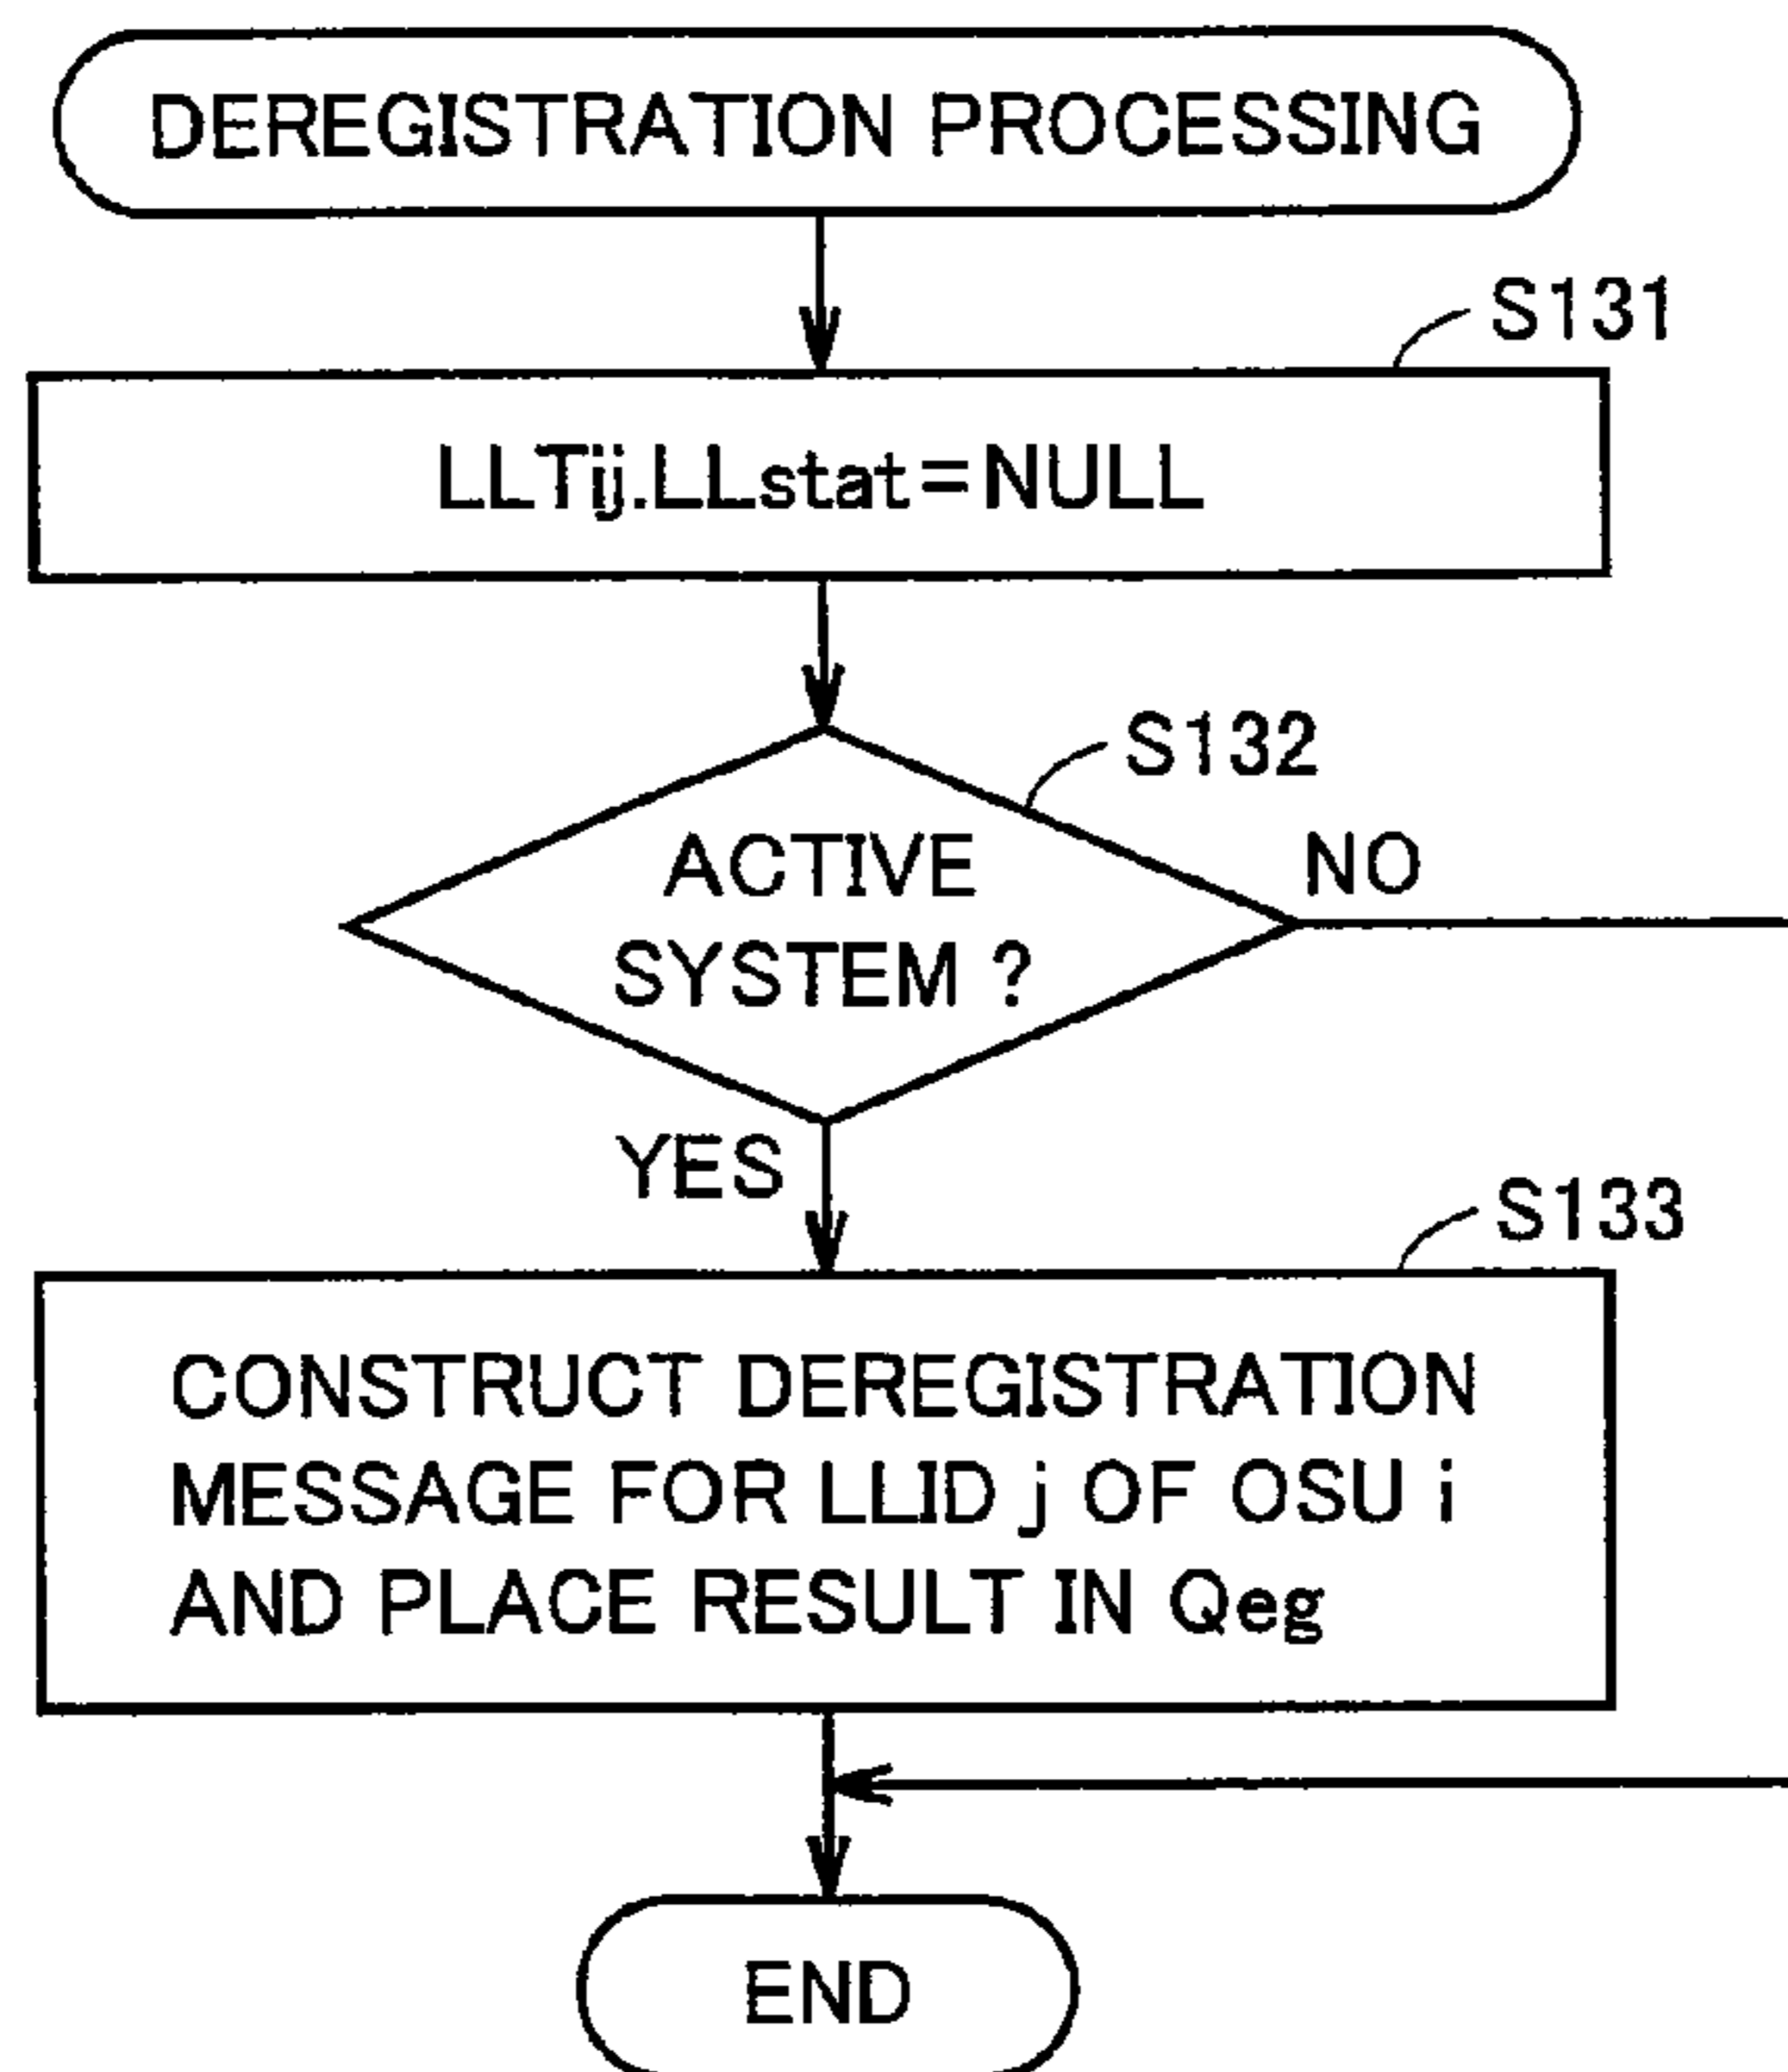 DEREGISTRATION PROCESSING
S131
LLTij.LLstat=NULL
S132
ACTIVE
SYSTEM ?
NO
YES
S133
CONSTRUCT DEREGISTRATION
MESSAGE FOR LLID j OF OSU i
AND PLACE RESULT IN Qeg
END